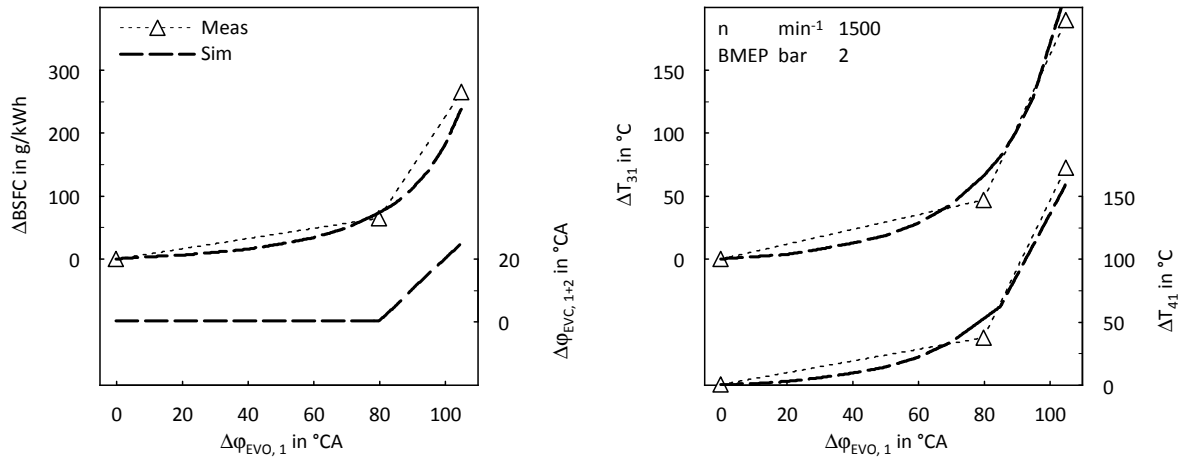 Meas
Sim
300
200
100
0
ΔBSFC in g/kWh
20
0
Δφ_EVC, 1+2 in °CA
0 20 40 60 80 100
Δφ_EVO, 1 in °CA
n min⁻¹ 1500
BMEP bar 2
150
100
50
0
ΔT₃₁ in °C
150
100
50
0
ΔT₄₁ in °C
0 20 40 60 80 100
Δφ_EVO, 1 in °CA